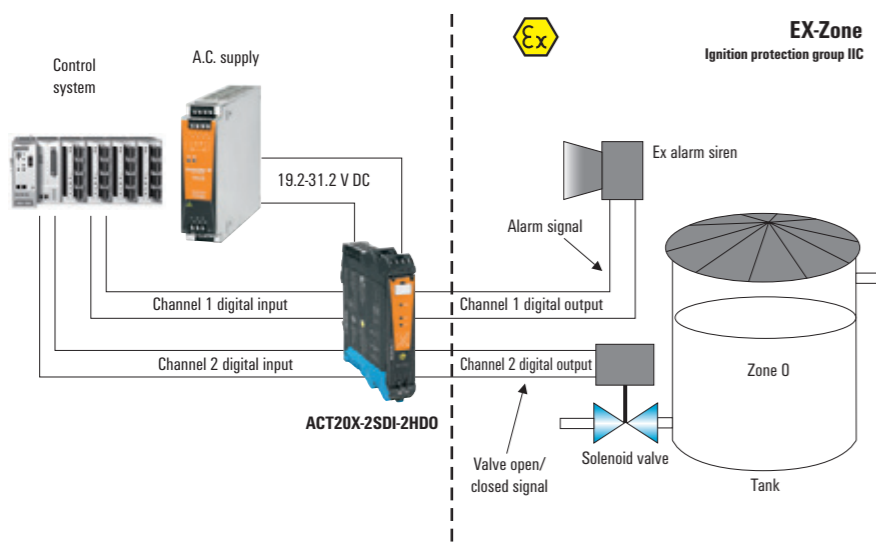 EX-Zone
Ignition protection group IIC
Ex
Control
system
A.C. supply
Ex alarm siren
19.2-31.2 V DC
Alarm signal
Channel 1 digital input
Channel 1 digital output
Channel 2 digital input
Channel 2 digital output
Zone 0
ACT20X-2SDI-2HDO
Valve open/
closed signal
Solenoid valve
Tank